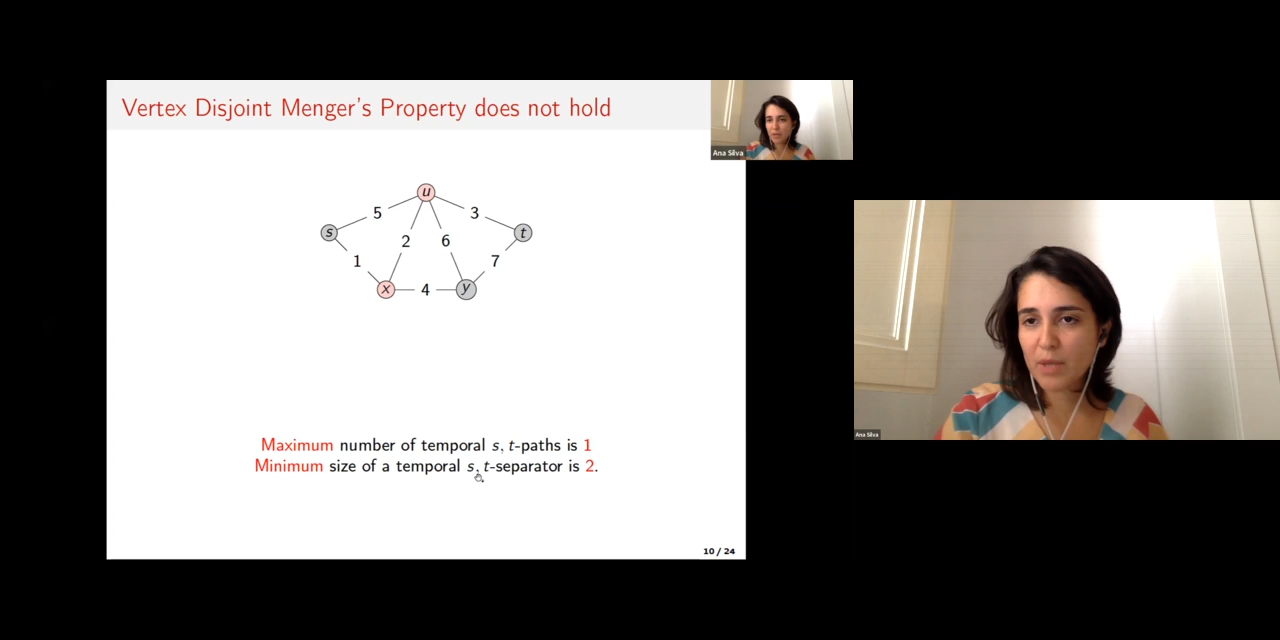 Vertex Disjoint Menger's Property does not hold
Ana Silva
u
5
3
s
2
6
t
1
7
x
4
y
Maximum number of temporal s, t-paths is 1
Minimum size of a temporal s, t-separator is 2.
Ana Silva
10 / 24